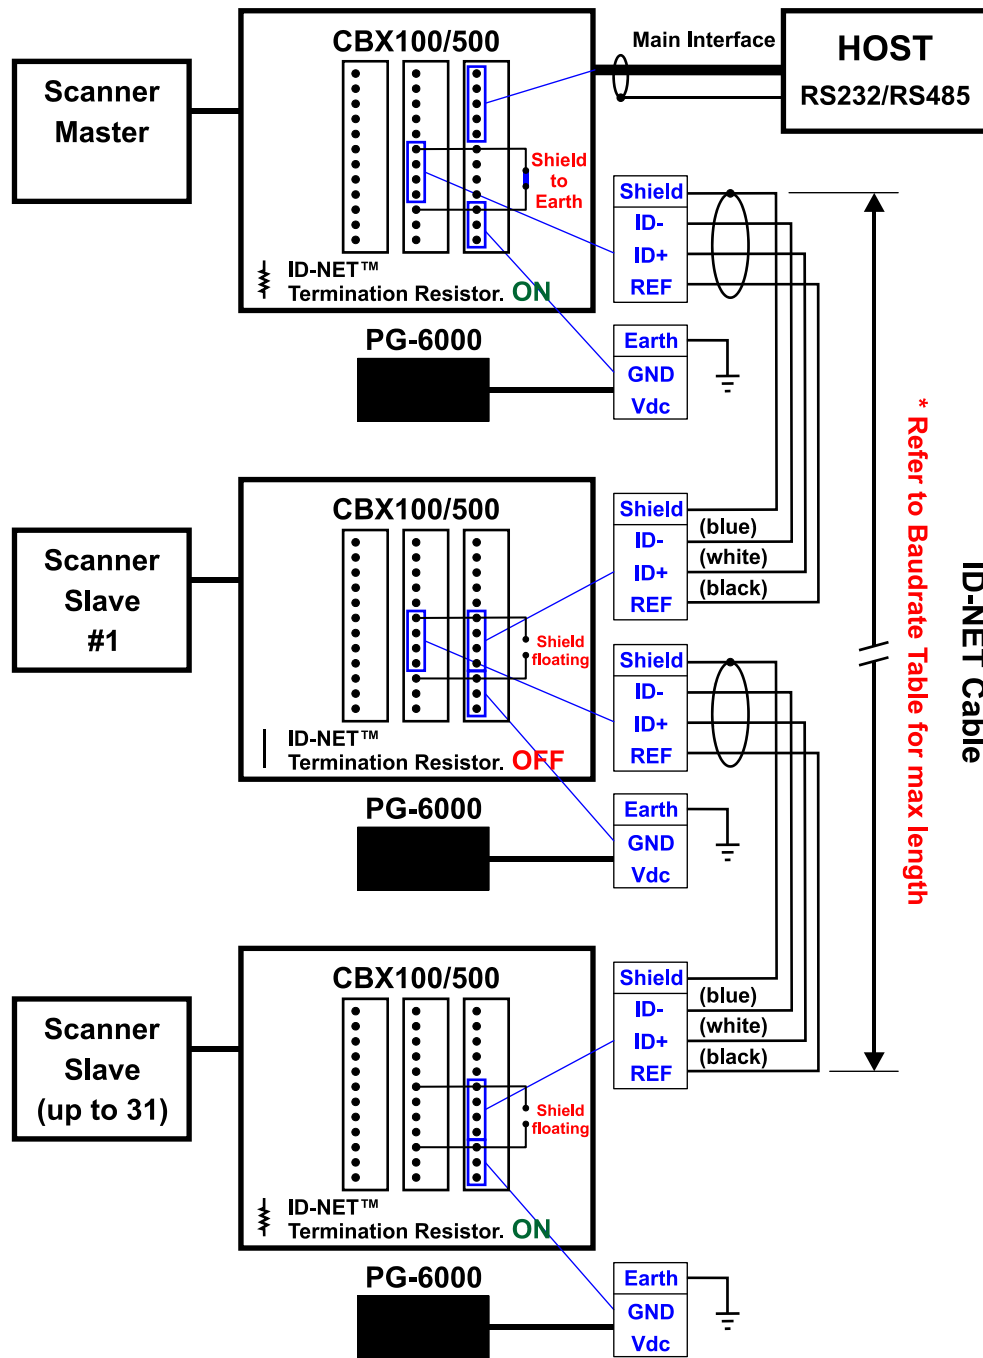 CBX100/500
Main Interface
HOST
RS232/RS485
Scanner
Master
Shield
to
Earth
ID-NET™
Termination Resistor. ON
Shield
ID-
ID+
REF
PG-6000
Earth
GND
Vdc
CBX100/500
Scanner
Slave
#1
Shield
floating
ID-NET™
Termination Resistor. OFF
Shield
ID-
ID+
REF
(blue)
(white)
(black)
Shield
ID-
ID+
REF
PG-6000
Earth
GND
Vdc
* Refer to Baudrate Table for max length
ID-NET Cable
CBX100/500
Scanner
Slave
(up to 31)
Shield
floating
ID-NET™
Termination Resistor. ON
Shield
ID-
ID+
REF
(blue)
(white)
(black)
PG-6000
Earth
GND
Vdc